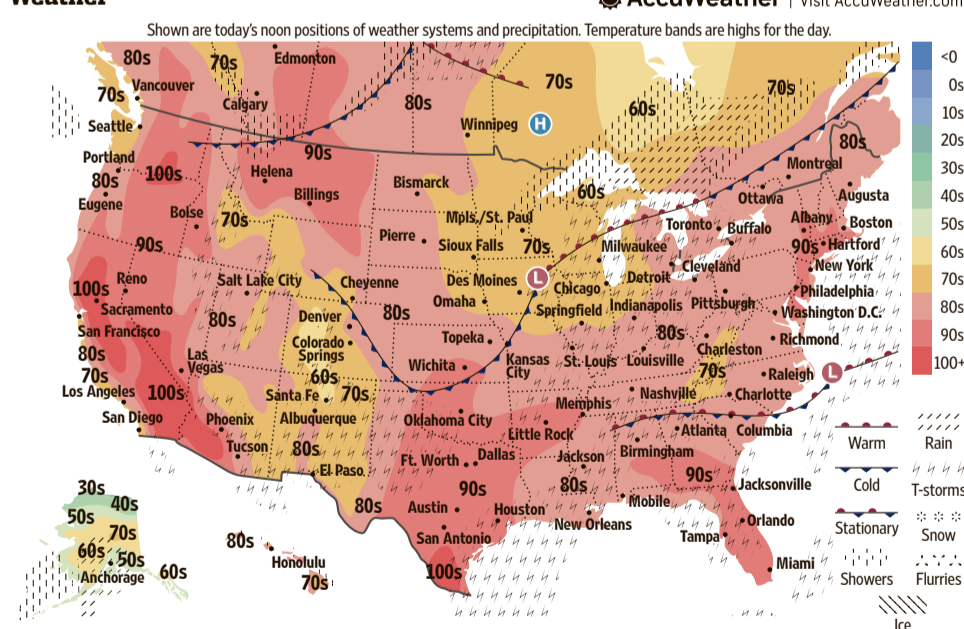 Weather
AccuWeather | Visit AccuWeather.com
Shown are today's noon positions of weather systems and precipitation. Temperature bands are highs for the day.
80s
70s
Edmonton
Vancouver
70s
Calgary
80s
70s
60s
70s
Seattle
Winnipeg
H
80s
Portland
100s
90s
Helena
Montreal
80s
Eugene
Billings
Bismarck
60s
Ottawa
Augusta
Boise
70s
Mpls./St. Paul
Toronto
Buffalo
Albany
Boston
90s
Pierre
Sioux Falls
70s
Milwaukee
90s
Hartford
Reno
Salt Lake City
Cheyenne
Des Moines
L
Chicago
Detroit
Cleveland
New York
100s
Sacramento
Omaha
Springfield
Indianapolis
Pittsburgh
Philadelphia
San Francisco
80s
Denver
80s
Washington D.C.
80s
Las
Vegas
Colorado
Springs
Topeka
Kansas
City
St. Louis
Louisville
80s
Charleston
Richmond
70s
Los Angeles
100s
60s
70s
Wichita
70s
Raleigh
L
San Diego
Phoenix
Santa Fe
Albuquerque
Oklahoma City
Memphis
Nashville
Charlotte
Tucson
80s
Little Rock
Atlanta
Columbia
El Paso
Ft. Worth
Dallas
Jackson
Birmingham
80s
90s
80s
90s
Jacksonville
Austin
Houston
New Orleans
Mobile
Orlando
San Antonio
Tampa
100s
Miami
30s
40s
50s
70s
60s
50s
Anchorage
60s
80s
Honolulu
70s
<0
0s
10s
20s
30s
40s
50s
60s
70s
80s
90s
100+
Warm
Rain
Cold
T-storms
Stationary
Snow
Showers
Flurries
Ice